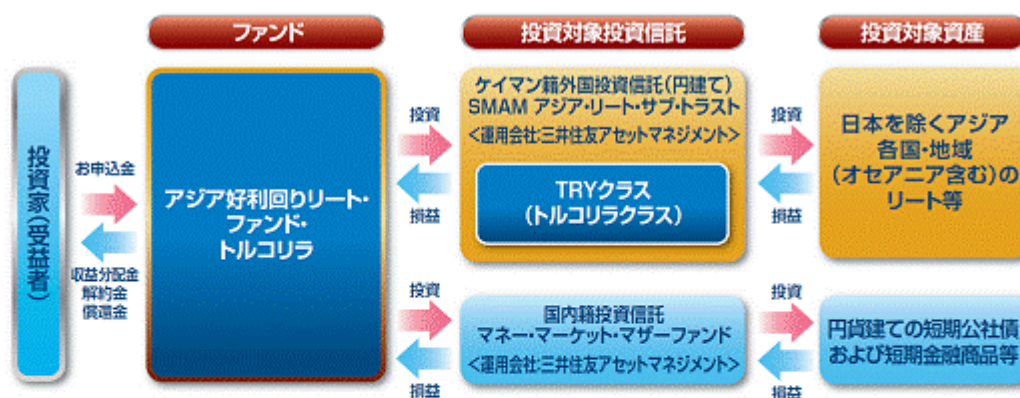 ファンド
投資対象投資信託
投資対象資産
投資家(受益者)
お申込金
収益分配金
解約金
償還金
アジア好利回りリート・
ファンド・
トルコリラ
投資
損益
ケイマン籍外国投資信託(円建て)
SMAM アジア・リート・サブ・トラスト
<運用会社:三井住友アセットマネジメント>
TRYクラス
(トルコリラクラス)
投資
損益
日本を除くアジア
各国・地域
(オセアニア含む)の
リート等
投資
損益
国内籍投資信託
マネー・マーケット・マザーファンド
<運用会社:三井住友アセットマネジメント>
投資
損益
円貨建ての短期公社債
および短期金融商品等